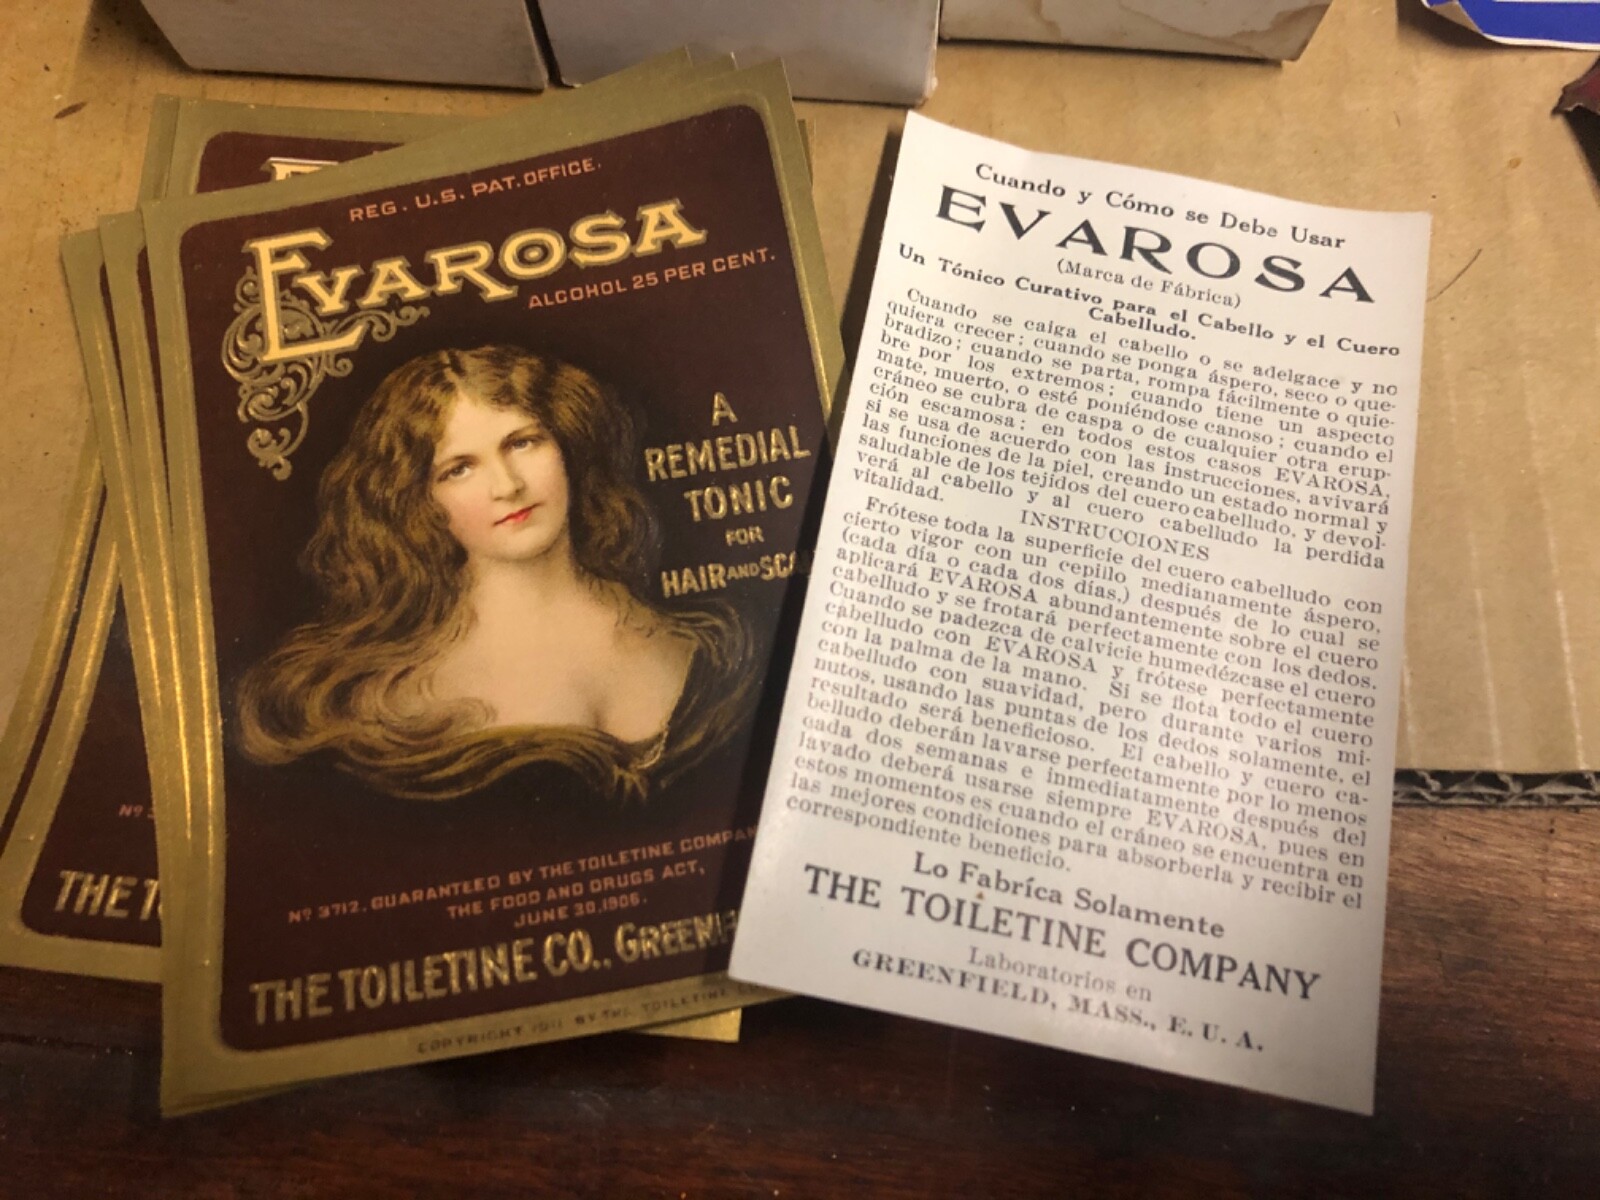 REG. U.S. PAT. OFFICE.
EVAROSA
ALCOHOL 25 PER CENT.
A
REMEDIAL
TONIC
FOR
HAIR AND SCA
Nº 3712. GUARANTEED BY THE TOILETINE COMPAN
THE FOOD AND DRUGS ACT,
JUNE 30, 1906.
THE TOILETINE CO., GREENF
COPYRIGHT 1911 BY THE TOILETINE CO
Nº 3
THE T
Cuando y Cómo se Debe Usar
EVAROSA
(Marca de Fábrica)
Un Tónico Curativo para el Cabello y el Cuero
Cabelludo.
Cuando se caiga el cabello o se adelgace y no
quiera crecer; cuando se ponga áspero, seco o que-
bradizo; cuando se parta, rompa fácilmente o quie-
bre por los extremos; cuando tiene un aspecto
mate, muerto, o esté poniéndose canoso; cuando el
cráneo se cubra de caspa o de cualquier otra erup-
ción escamosa; en todos estos casos EVAROSA,
si se usa de acuerdo con las instrucciones, avivará
las funciones de la piel, creando un estado normal y
saludable de los tejidos del cuero cabelludo, y devol-
verá al cabello y al cuero cabelludo la perdida
vitalidad.
INSTRUCCIONES
Frótese toda la superficie del cuero cabelludo con
cierto vigor con un cepillo medianamente áspero,
(cada día o cada dos días,) después de lo cual se
aplicará EVAROSA abundantemente sobre el cuero
cabelludo y se frotará perfectamente con los dedos.
Cuando se padezca de calvicie humedézcase el cuero
cabelludo con EVAROSA y frótese perfectamente
con la palma de la mano. Si se flota todo el cuero
cabelludo con suavidad, pero durante varios mi-
nutos, usando las puntas de los dedos solamente, el
resultado será beneficioso. El cabello y cuero ca-
belludo deberán lavarse perfectamente por lo menos
cada dos semanas e inmediatamente después del
lavado deberá usarse siempre EVAROSA, pues en
estos momentos es cuando el cráneo se encuentra en
las mejores condiciones para absorberla y recibir el
correspondiente beneficio.
Lo Fabríca Solamente
THE TOILETINE COMPANY
Laboratorios en
GREENFIELD, MASS., E. U. A.